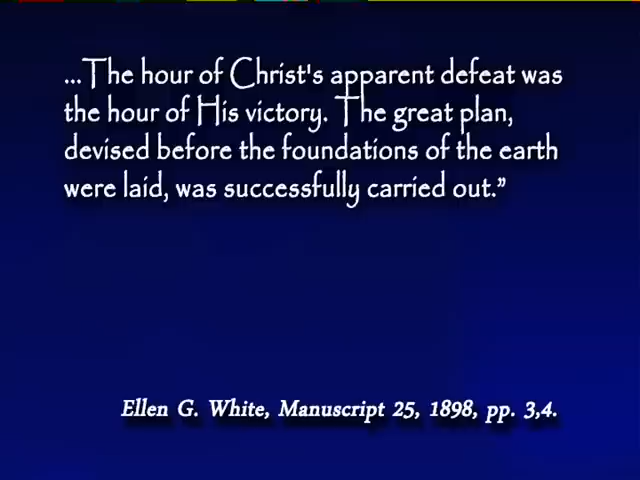 ...The hour of Christ's apparent defeat was
the hour of His victory. The great plan,
devised before the foundations of the earth
were laid, was successfully carried out.”
Ellen G. White, Manuscript 25, 1898, pp. 3,4.